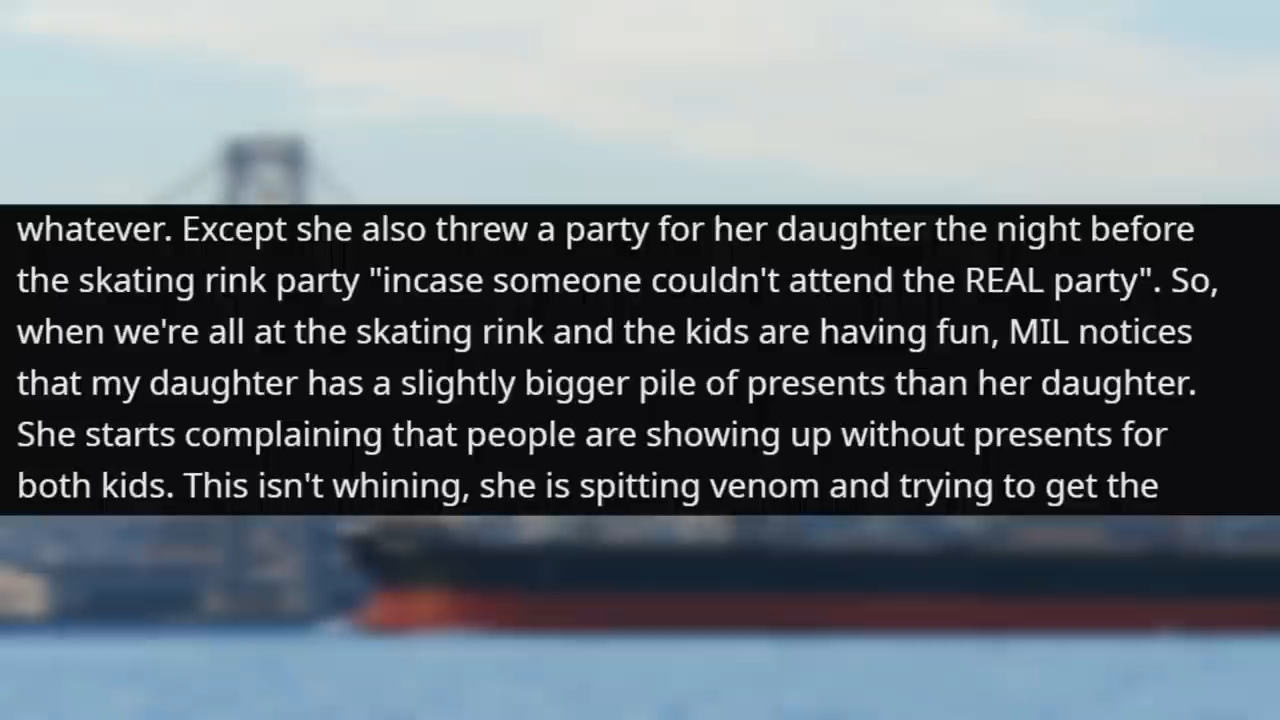 whatever. Except she also threw a party for her daughter the night before
the skating rink party "incase someone couldn't attend the REAL party". So,
when we're all at the skating rink and the kids are having fun, MIL notices
that my daughter has a slightly bigger pile of presents than her daughter.
She starts complaining that people are showing up without presents for
both kids. This isn't whining, she is spitting venom and trying to get the